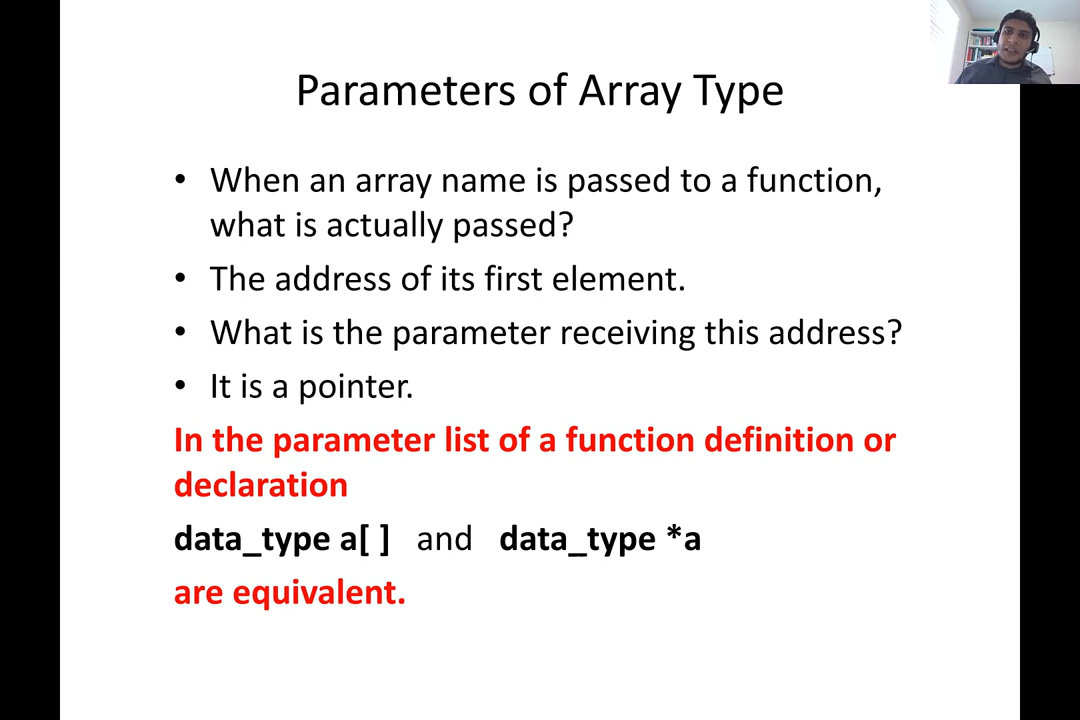 Parameters of Array Type
• When an array name is passed to a function,
what is actually passed?
• The address of its first element.
• What is the parameter receiving this address?
• It is a pointer.
In the parameter list of a function definition or
declaration
data_type a[ ] and data_type *a
are equivalent.